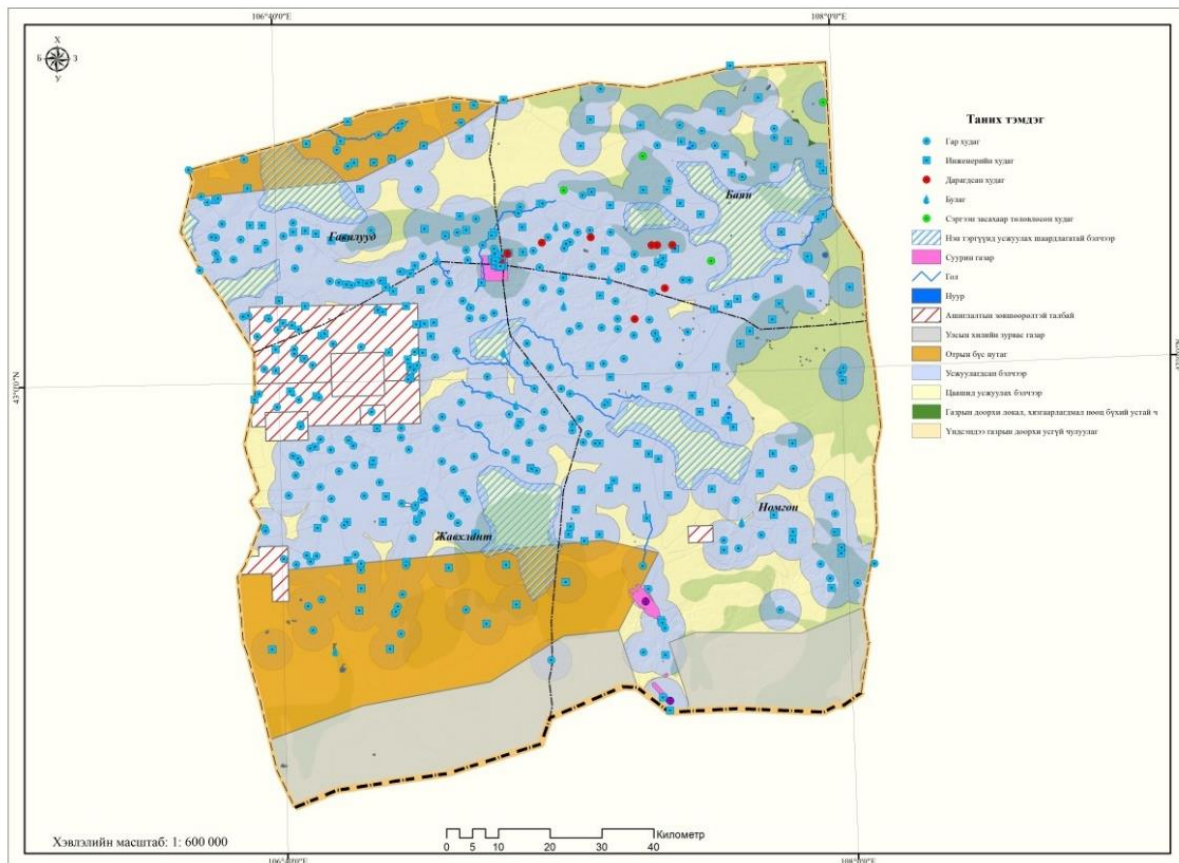 106°40'0"E
108°0'0"E
Х
Б З
У
Таних тэмдэг
Гар худаг
Инженерийн худаг
Дарагдсан худаг
Булаг
Сэргээн засахаар төлөвлөсөн худаг
Нэн тэргүүнд усжуулах шаардлагатай бэлчээр
Суурин газар
Гол
Нуур
Ашиглалтын зөвшөөрөлтэй талбай
Улсын хилийн зурвас газар
Отрын бүс нутаг
Усжуулагдсан бэлчээр
Цаашид усжуулах бэлчээр
Газрын доорхи локал, хязгаарлагдмал нөөц бүхий устай ч
Үндсэндээ газрын доорхи усгүй чулуулаг
Баян
Гавилууд
43°0'0"N
Номгон
Жавхлант
Хэвлэлийн масштаб: 1: 600 000
Километр
0 5 10 20 30 40